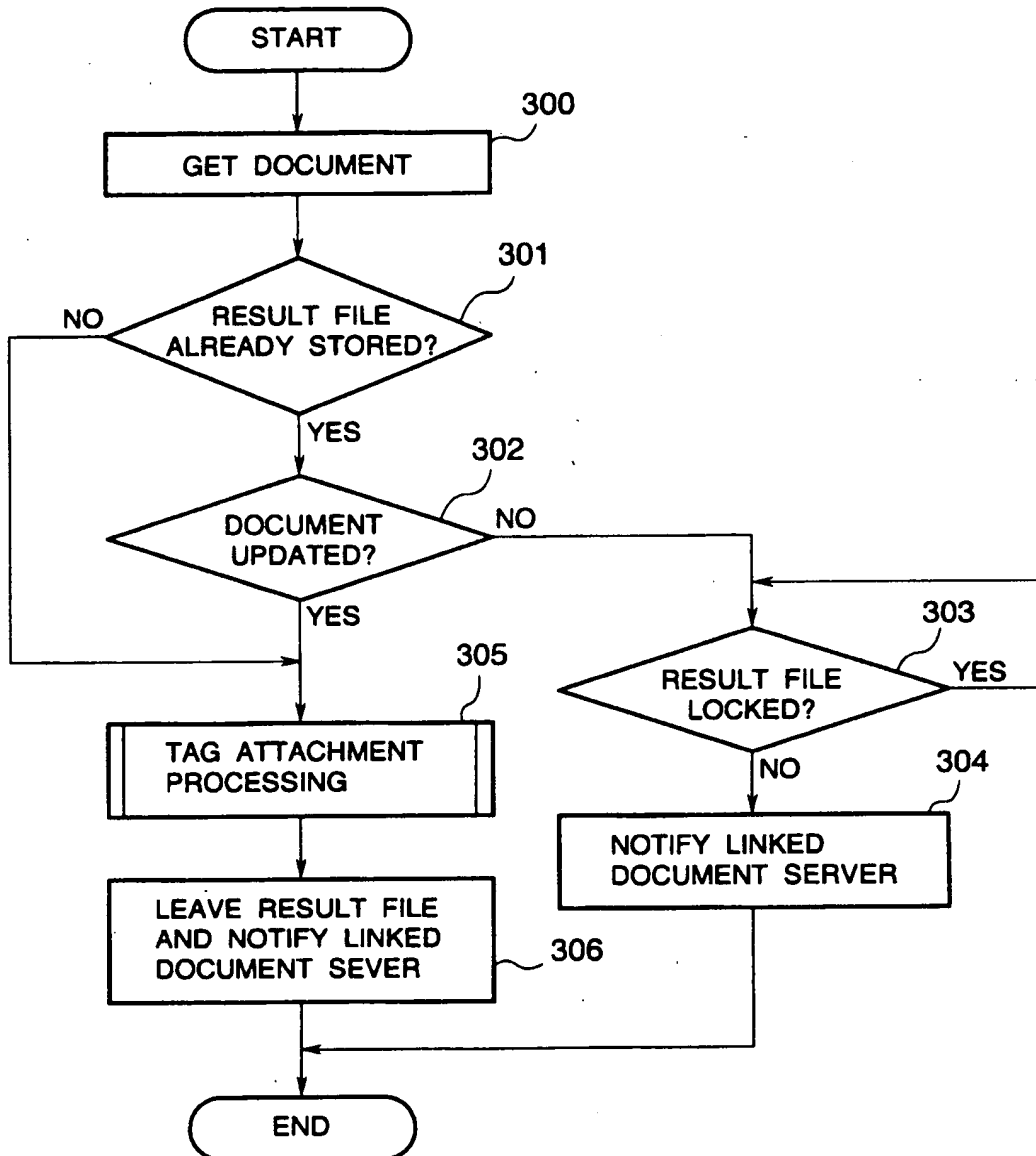 START
300
GET DOCUMENT
301
NO
RESULT FILE
ALREADY STORED?
YES
302
DOCUMENT
UPDATED?
NO
YES
303
RESULT FILE
LOCKED?
YES
NO
305
TAG ATTACHMENT
PROCESSING
304
NOTIFY LINKED
DOCUMENT SERVER
LEAVE RESULT FILE
AND NOTIFY LINKED
DOCUMENT SEVER
306
END